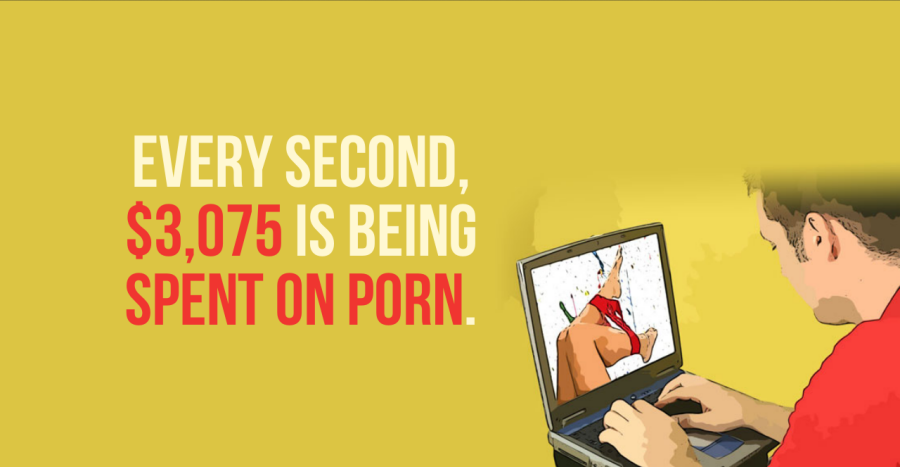 EVERY SECOND,
$3,075 IS BEING
SPENT ON PORN.